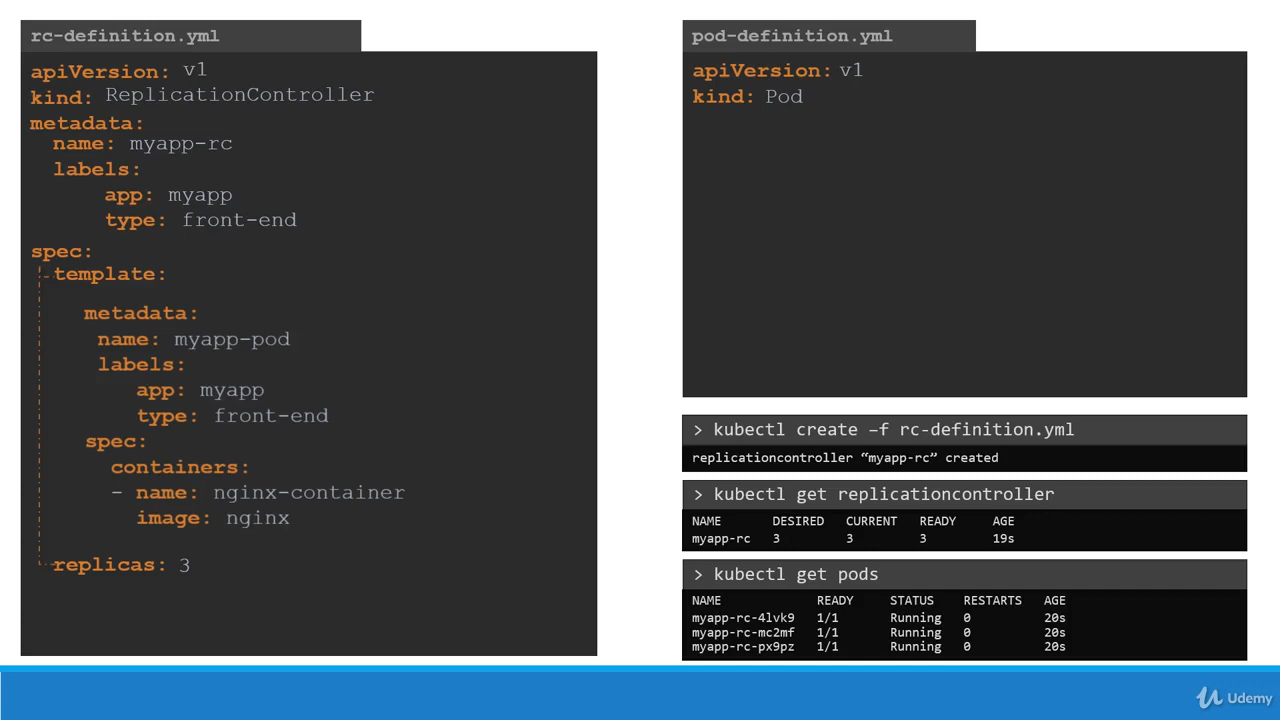 rc-definition.yml
apiVersion: v1
kind: ReplicationController
metadata:
name: myapp-rc
labels:
app: myapp
type: front-end
spec:
template:
metadata:
name: myapp-pod
labels:
app: myapp
type: front-end
spec:
containers:
- name: nginx-container
image: nginx
replicas: 3
pod-definition.yml
apiVersion: v1
kind: Pod
> kubectl create –f rc-definition.yml
replicationcontroller “myapp-rc” created
> kubectl get replicationcontroller
NAME DESIRED CURRENT READY AGE
myapp-rc 3 3 3 19s
> kubectl get pods
NAME READY STATUS RESTARTS AGE
myapp-rc-4lvk9 1/1 Running 0 20s
myapp-rc-mc2mf 1/1 Running 0 20s
myapp-rc-px9pz 1/1 Running 0 20s
Udemy